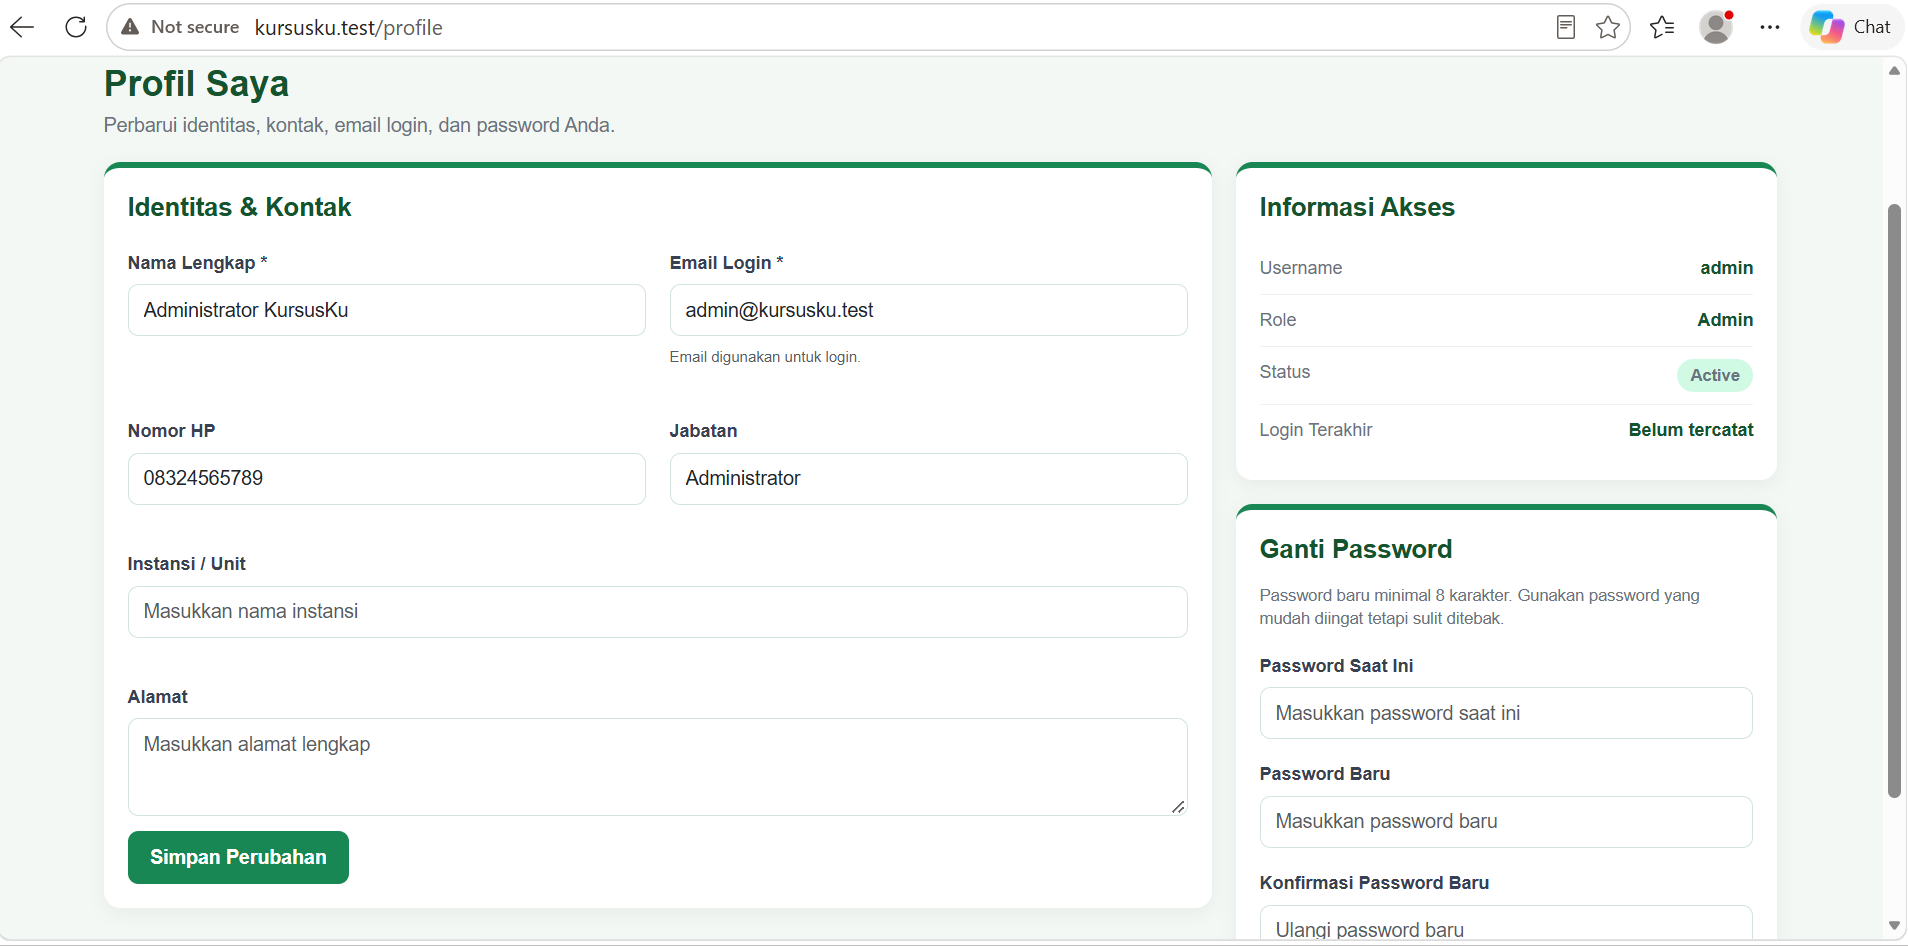 Not secure
kursusku.test/profile
Chat
Profil Saya
Perbarui identitas, kontak, email login, dan password Anda.
Identitas & Kontak
Nama Lengkap *
Administrator KursusKu
Email Login *
admin@kursusku.test
Email digunakan untuk login.
Nomor HP
08324565789
Jabatan
Administrator
Instansi / Unit
Masukkan nama instansi
Alamat
Masukkan alamat lengkap
Simpan Perubahan
Informasi Akses
Username admin
Role Admin
Status Active
Login Terakhir Belum tercatat
Ganti Password
Password baru minimal 8 karakter. Gunakan password yang
mudah diingat tetapi sulit ditebak.
Password Saat Ini
Masukkan password saat ini
Password Baru
Masukkan password baru
Konfirmasi Password Baru
Ulangi password baru